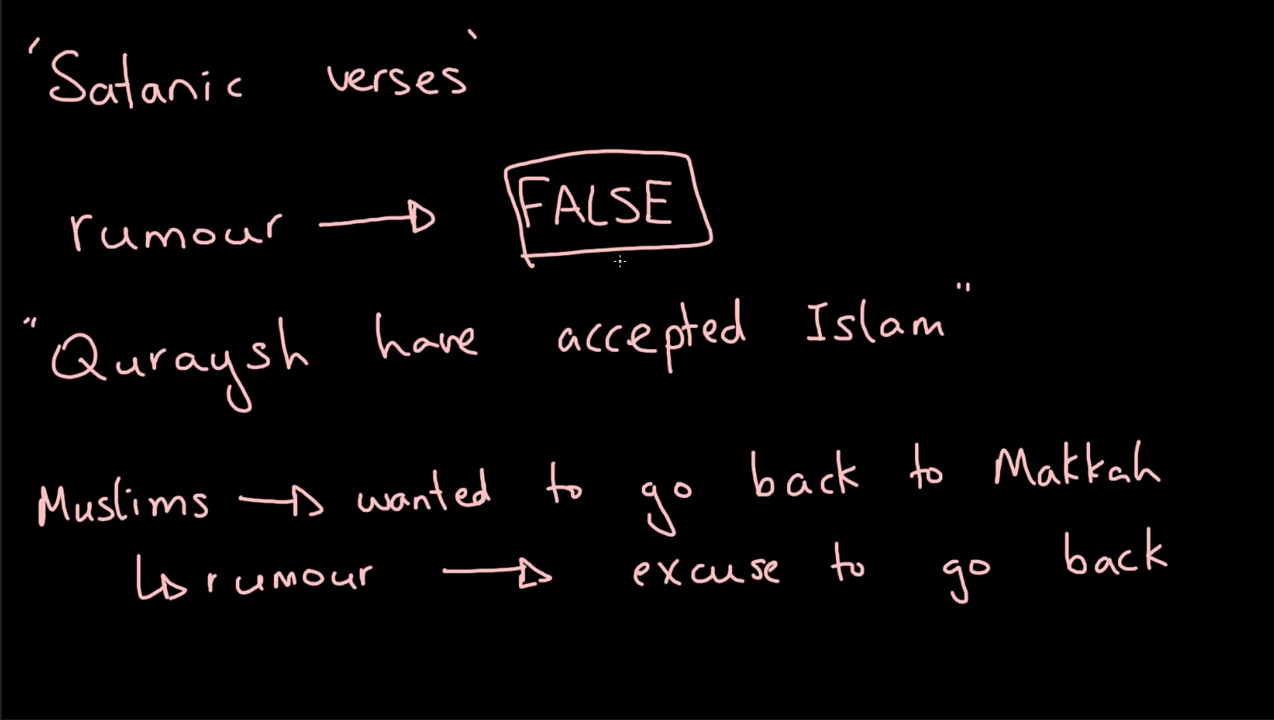 'Satanic verses'
rumour → FALSE
"Quraysh have accepted Islam"
Muslims → wanted to go back to Makkah
↳ rumour → excuse to go back